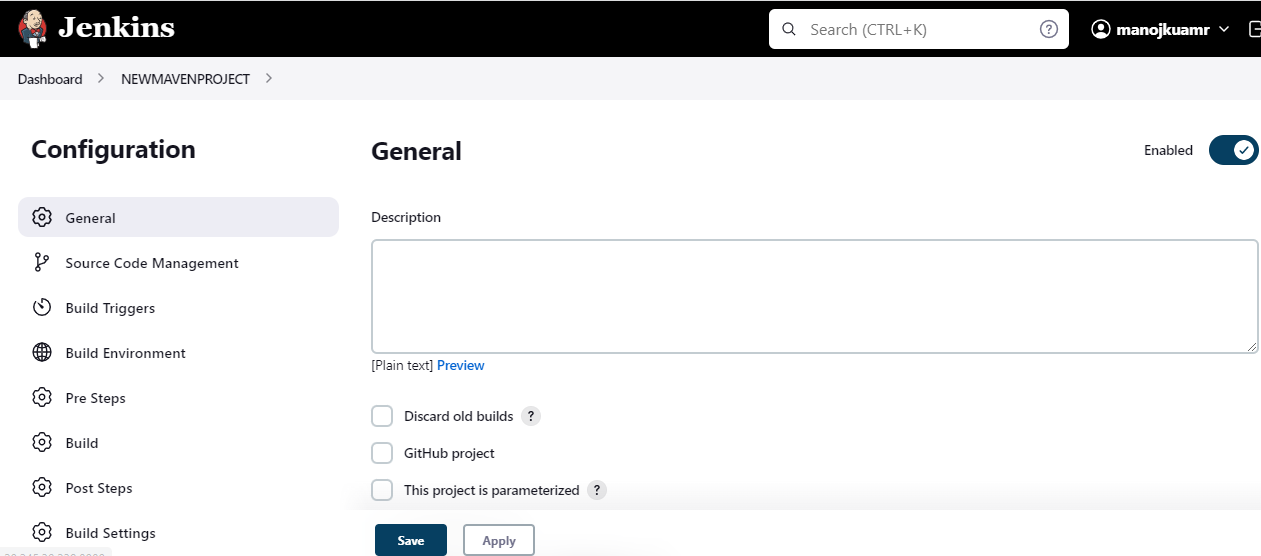 Jenkins
Search (CTRL+K)
?
manojkuamr
Dashboard
NEWMAVENPROJECT
Configuration
General
Source Code Management
Build Triggers
Build Environment
Pre Steps
Build
Post Steps
Build Settings
General
Enabled
Description
[Plain text] Preview
Discard old builds ?
GitHub project
This project is parameterized ?
Save
Apply